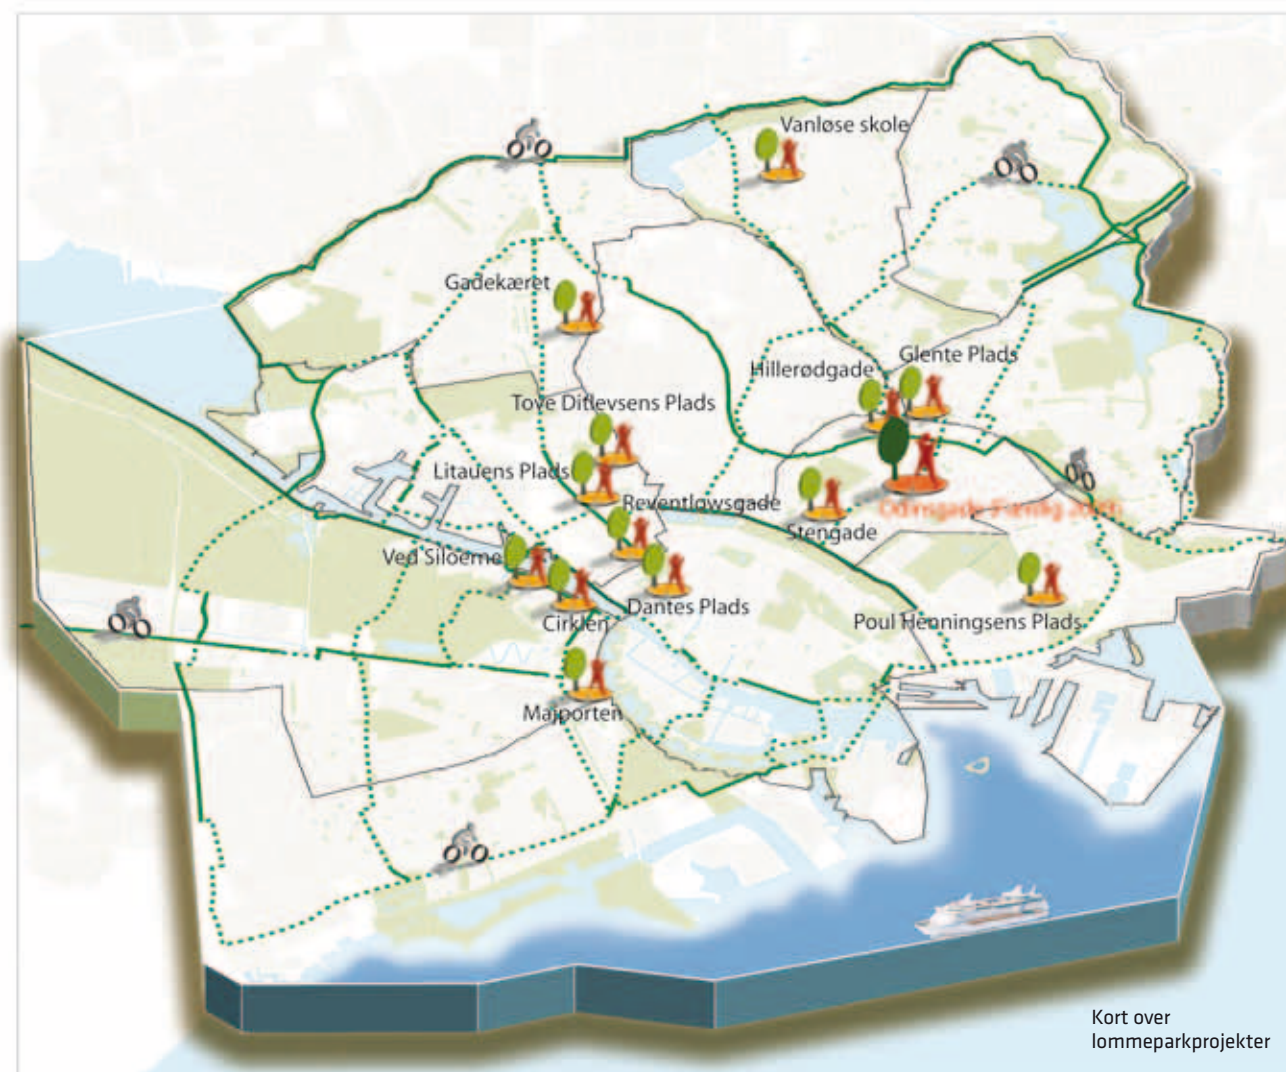 Vanløse skole
Gadekæret
Glente Plads
Hillerødgade
Tove Ditlevsens Plads
Litauens Plads
Reventlowsgade
Stengade
Ved Siloerne
Dantes Plads
Cirklen
Poul Henningsens Plads
Majporten
Kort over
lommeparkprojekter